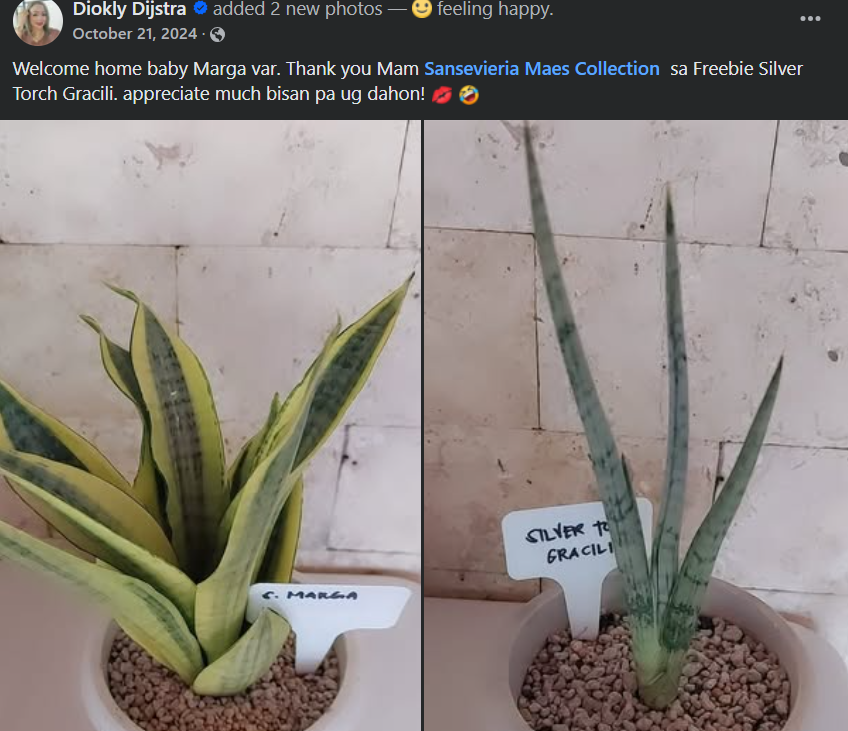 Diokly Dijstra added 2 new photos — 🙂 feeling happy.
October 21, 2024 ·
Welcome home baby Marga var. Thank you Mam Sansevieria Maes Collection sa Freebie Silver
Torch Gracili. appreciate much bisan pa ug dahon! 💋 🤣
S. MARGA
SILVER TO
GRACILI